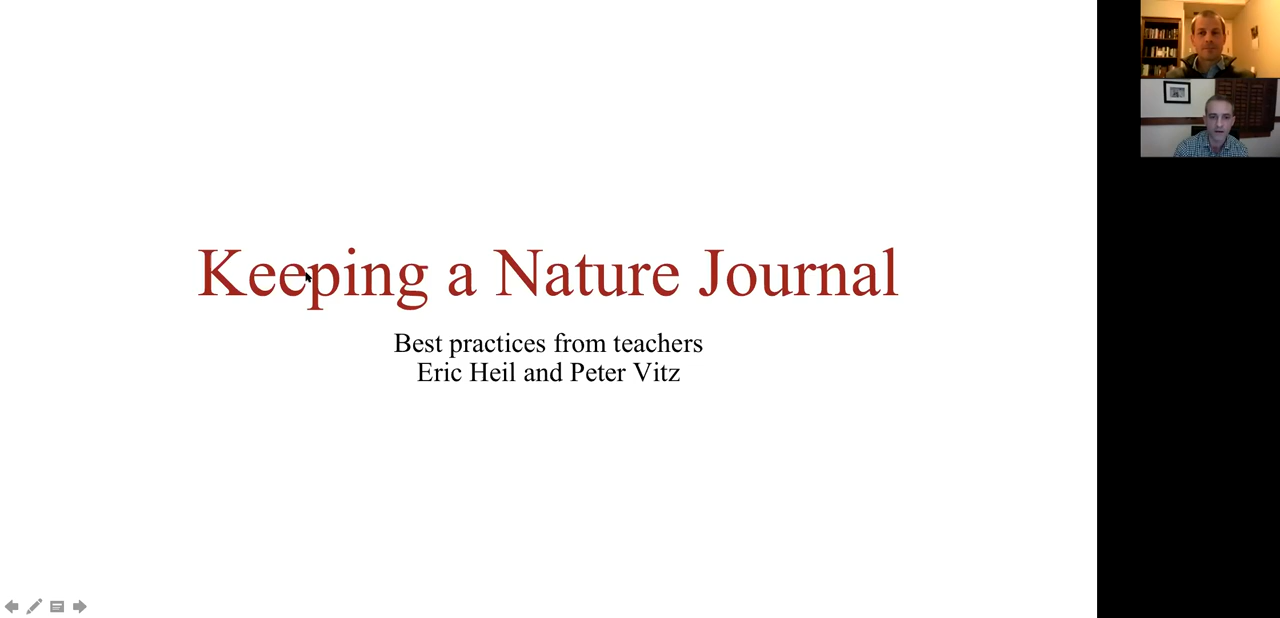 Keeping a Nature Journal
Best practices from teachers
Eric Heil and Peter Vitz